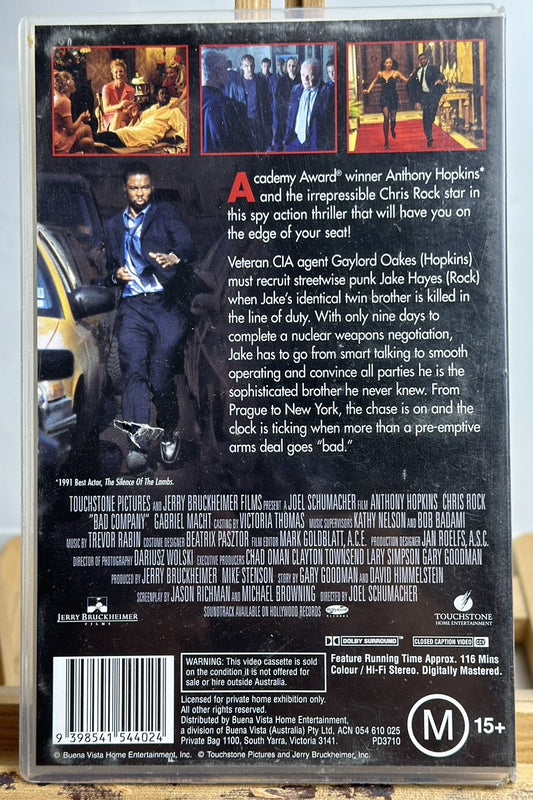 Academy Award® winner Anthony Hopkins*
and the irrepressible Chris Rock star in
this spy action thriller that will have you on
the edge of your seat!
Veteran CIA agent Gaylord Oakes (Hopkins)
must recruit streetwise punk Jake Hayes (Rock)
when Jake's identical twin brother is killed in
the line of duty. With only nine days to
complete a nuclear weapons negotiation,
Jake has to go from smart talking to smooth
operating and convince all parties he is the
sophisticated brother he never knew. From
Prague to New York, the chase is on and the
clock is ticking when more than a pre-emptive
arms deal goes "bad."
*1991 Best Actor, The Silence Of The Lambs.
TOUCHSTONE PICTURES AND JERRY BRUCKHEIMER FILMS PRESENT A JOEL SCHUMACHER FILM ANTHONY HOPKINS CHRIS ROCK
"BAD COMPANY" GABRIEL MACHT CASTING BY VICTORIA THOMAS MUSIC SUPERVISORS KATHY NELSON AND BOB BADAMI
MUSIC BY TREVOR RABIN COSTUME DESIGNER BEATRIX PASZTOR FILM EDITOR MARK GOLDBLATT, A.C.E. PRODUCTION DESIGNER JAN ROELFS, A.S.C.
DIRECTOR OF PHOTOGRAPHY DARIUSZ WOLSKI EXECUTIVE PRODUCERS CHAD OMAN CLAYTON TOWNSEND LARY SIMPSON GARY GOODMAN
PRODUCED BY JERRY BRUCKHEIMER MIKE STENSON STORY BY GARY GOODMAN AND DAVID HIMMELSTEIN
SCREENPLAY BY JASON RICHMAN AND MICHAEL BROWNING DIRECTED BY JOEL SCHUMACHER
SOUNDTRACK AVAILABLE ON HOLLYWOOD RECORDS
JERRY BRUCKHEIMER
FILMS
TOUCHSTONE
HOME ENTERTAINMENT
DOLBY SURROUND
CLOSED CAPTION VIDEO CCV
WARNING: This video cassette is sold
on the condition it is not offered for
sale or hire outside Australia.
Feature Running Time Approx. 116 Mins
Colour / Hi-Fi Stereo. Digitally Mastered.
Licensed for private home exhibition only.
All other rights reserved.
Distributed by Buena Vista Home Entertainment,
a division of Buena Vista (Australia) Pty Ltd, ACN 054 610 025
Private Bag 1000, South Yarra, Victoria 3141. PD3710
M 15+
9 398541 544024
© Buena Vista Home Entertainment, Inc. © Touchstone Pictures and Jerry Bruckheimer, Inc.